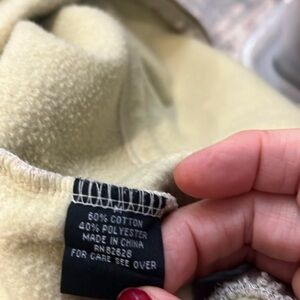 60% COTTON
40% POLYESTER
MADE IN CHINA
RN 82628
FOR CARE SEE OVER